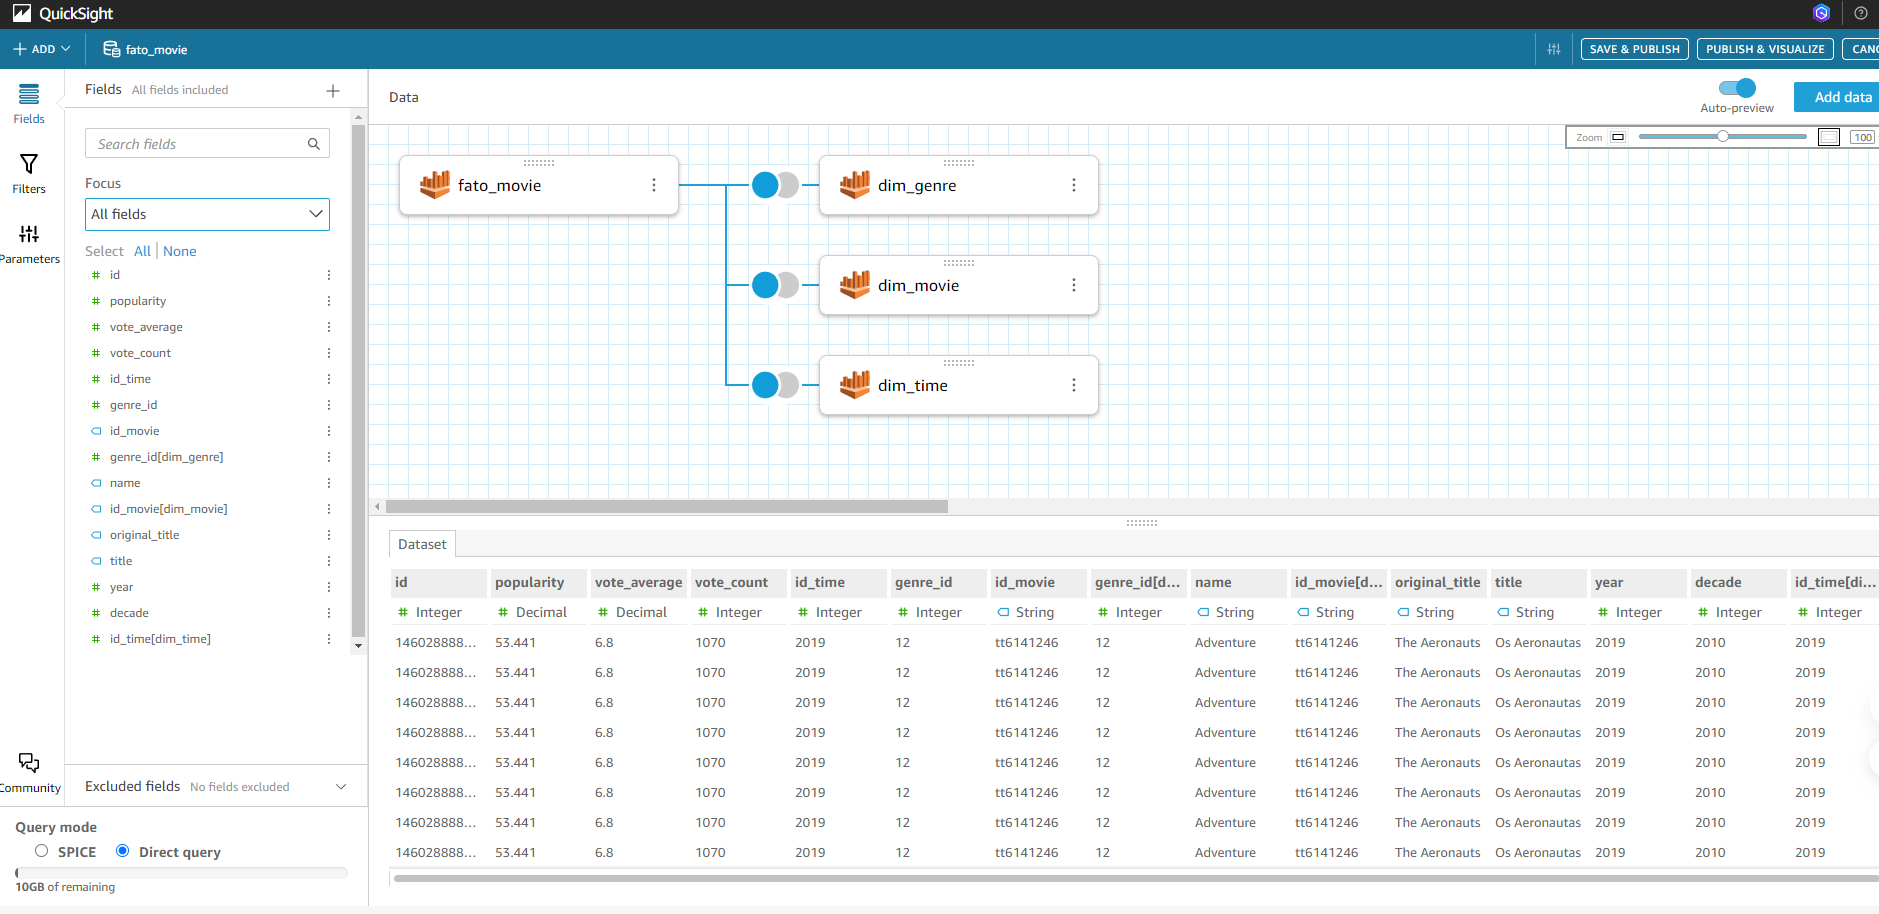 QuickSight
ADD
fato_movie
SAVE & PUBLISH
PUBLISH & VISUALIZE
CANC
Fields
Filters
Parameters
Community
Fields All fields included
Search fields
Focus
All fields
Select All None
id
popularity
vote_average
vote_count
id_time
genre_id
id_movie
genre_id[dim_genre]
name
id_movie[dim_movie]
original_title
title
year
decade
id_time[dim_time]
Excluded fields No fields excluded
Query mode
SPICE Direct query
10GB of remaining
Data
Auto-preview
Add data
Zoom 100
fato_movie
dim_genre
dim_movie
dim_time
Dataset
id popularity vote_average vote_count id_time genre_id id_movie genre_id[d... name id_movie[d... original_title title year decade id_time[di...
Integer Decimal Decimal Integer Integer Integer String Integer String String String String Integer Integer Integer
146028888... 53.441 6.8 1070 2019 12 tt6141246 12 Adventure tt6141246 The Aeronauts Os Aeronautas 2019 2010 2019
146028888... 53.441 6.8 1070 2019 12 tt6141246 12 Adventure tt6141246 The Aeronauts Os Aeronautas 2019 2010 2019
146028888... 53.441 6.8 1070 2019 12 tt6141246 12 Adventure tt6141246 The Aeronauts Os Aeronautas 2019 2010 2019
146028888... 53.441 6.8 1070 2019 12 tt6141246 12 Adventure tt6141246 The Aeronauts Os Aeronautas 2019 2010 2019
146028888... 53.441 6.8 1070 2019 12 tt6141246 12 Adventure tt6141246 The Aeronauts Os Aeronautas 2019 2010 2019
146028888... 53.441 6.8 1070 2019 12 tt6141246 12 Adventure tt6141246 The Aeronauts Os Aeronautas 2019 2010 2019
146028888... 53.441 6.8 1070 2019 12 tt6141246 12 Adventure tt6141246 The Aeronauts Os Aeronautas 2019 2010 2019
146028888... 53.441 6.8 1070 2019 12 tt6141246 12 Adventure tt6141246 The Aeronauts Os Aeronautas 2019 2010 2019